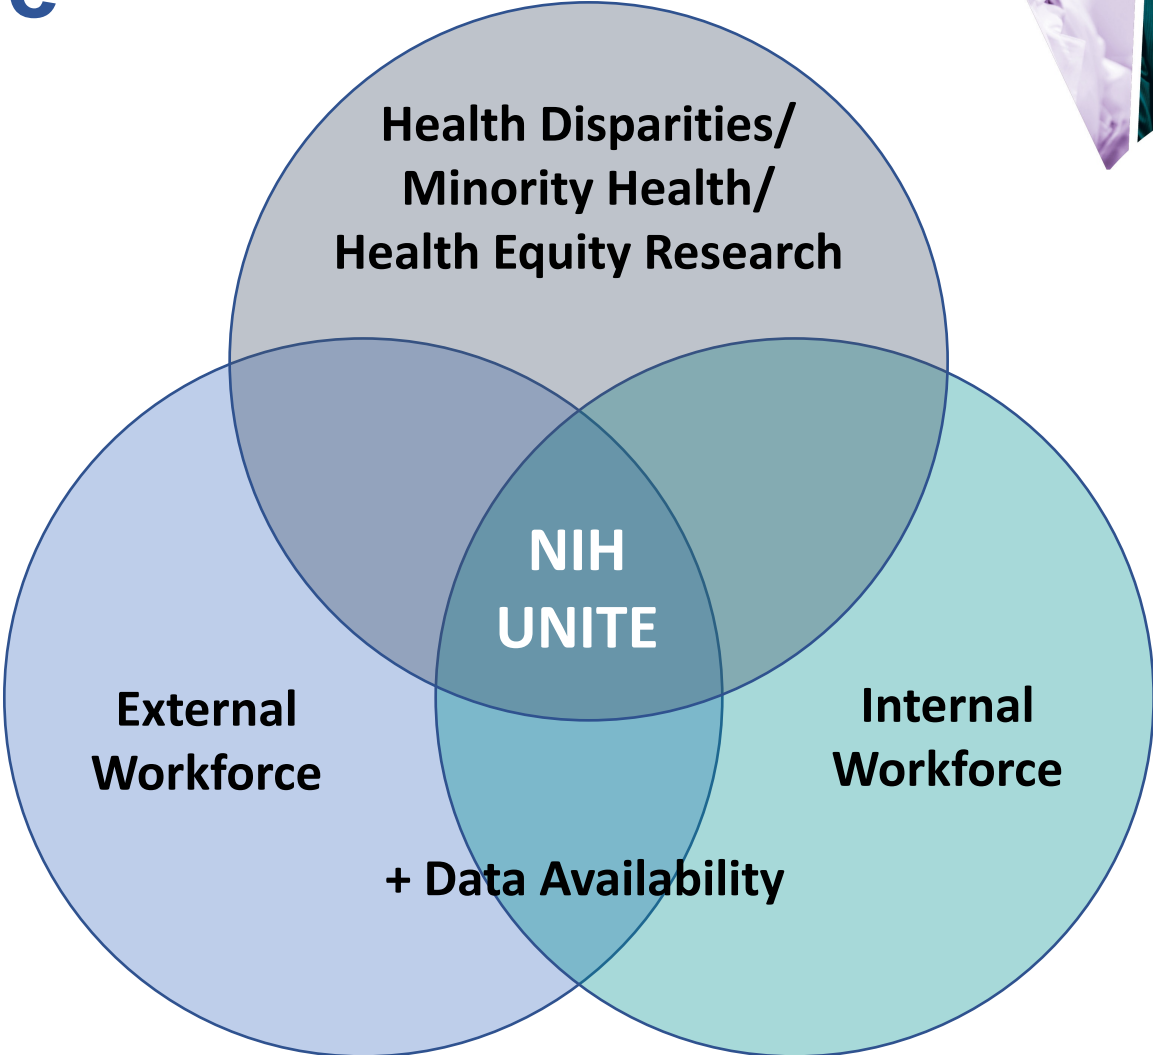 Health Disparities/
Minority Health/
Health Equity Research
NIH
UNITE
External
Workforce
Internal
Workforce
+ Data Availability